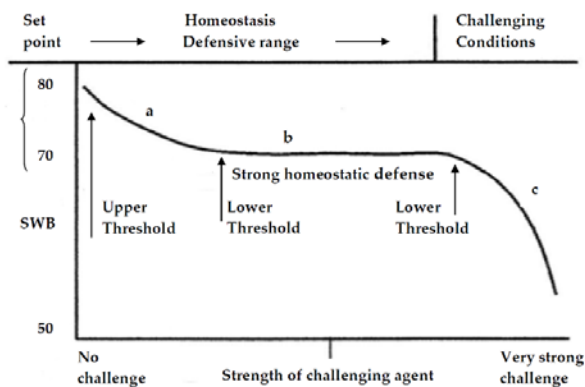 Set point
Homeostasis
Defensive range
Challenging
Conditions
80
a
b
70
Strong homeostatic defense
c
Upper
Threshold
Lower
Threshold
Lower
Threshold
SWB
50
No
challenge
Strength of challenging agent
Very strong
challenge